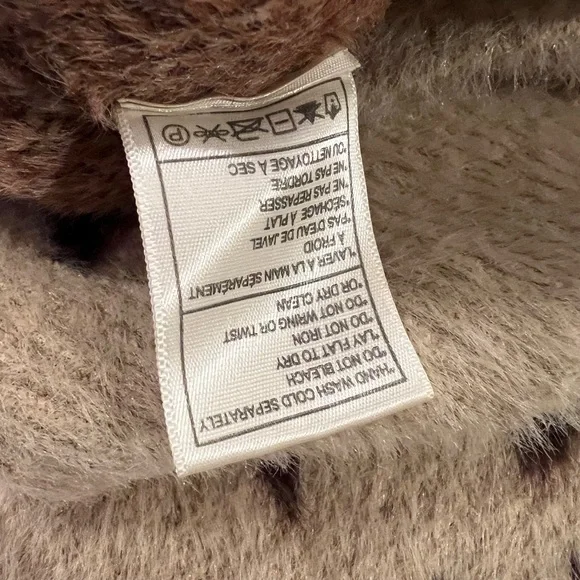 *HAND WASH COLD SEPARATELY
*DO NOT BLEACH
*LAY FLAT TO DRY
*DO NOT IRON
*DO NOT WRING OR TWIST
*OR DRY CLEAN
*LAVER À LA MAIN SÉPARÉMENT
À FROID
*PAS D'EAU DE JAVEL
*SÉCHAGE À PLAT
*NE PAS REPASSER
*NE PAS TORDRE
*OU NETTOYAGE À SEC
P